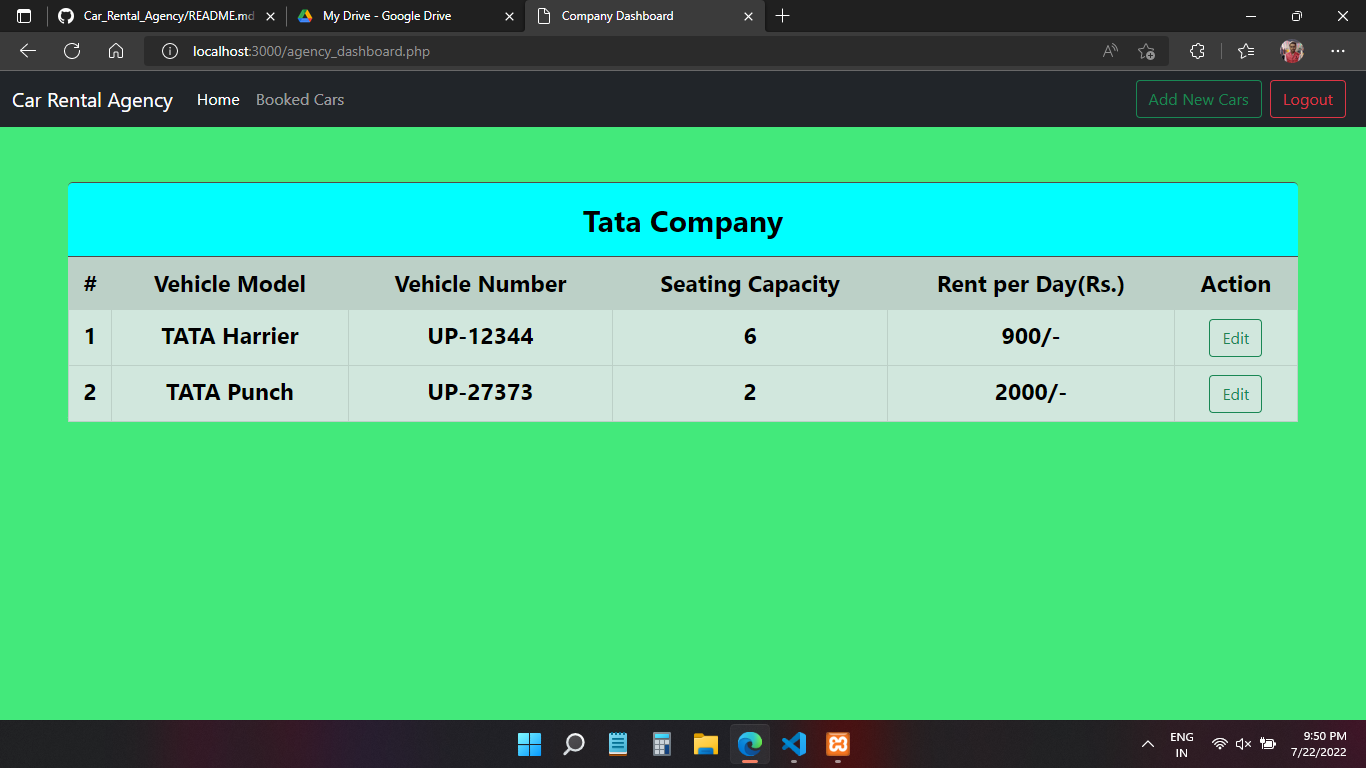 Car_Rental_Agency/README.md
My Drive - Google Drive
Company Dashboard
localhost:3000/agency_dashboard.php
Car Rental Agency Home Booked Cars Add New Cars Logout
Tata Company
# Vehicle Model Vehicle Number Seating Capacity Rent per Day(Rs.) Action
1 TATA Harrier UP-12344 6 900/- Edit
2 TATA Punch UP-27373 2 2000/- Edit
ENG
IN
9:50 PM
7/22/2022